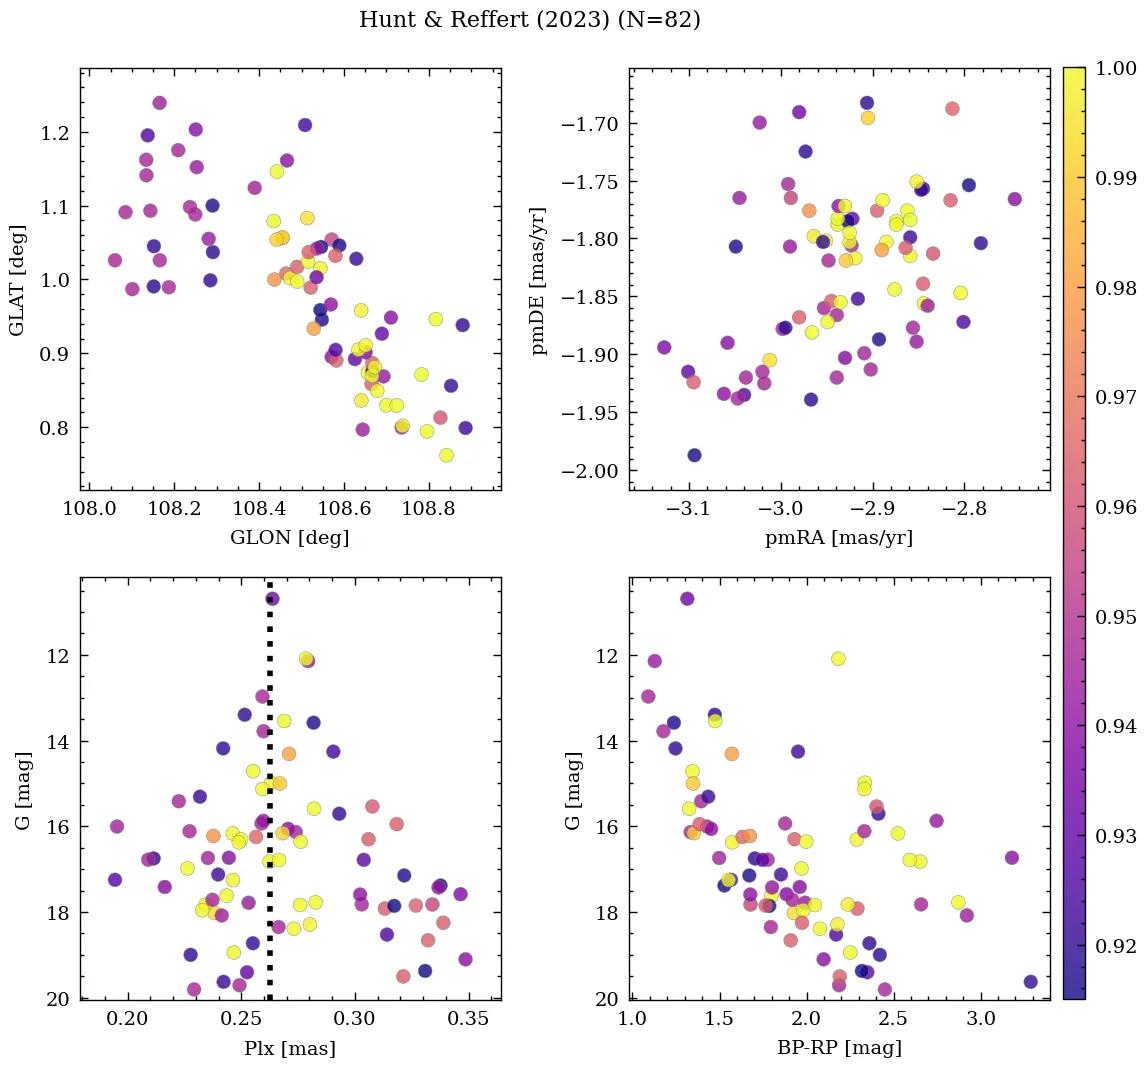 Hunt & Reffert (2023) (N=82)
GLAT [deg]
1.2
1.1
1.0
0.9
0.8
108.0 108.2 108.4 108.6 108.8
GLON [deg]
pmDE [mas/yr]
−1.70
−1.75
−1.80
−1.85
−1.90
−1.95
−2.00
−3.1 −3.0 −2.9 −2.8
pmRA [mas/yr]
G [mag]
12
14
16
18
20
0.20 0.25 0.30 0.35
Plx [mas]
G [mag]
12
14
16
18
20
1.0 1.5 2.0 2.5 3.0
BP-RP [mag]
1.00
0.99
0.98
0.97
0.96
0.95
0.94
0.93
0.92